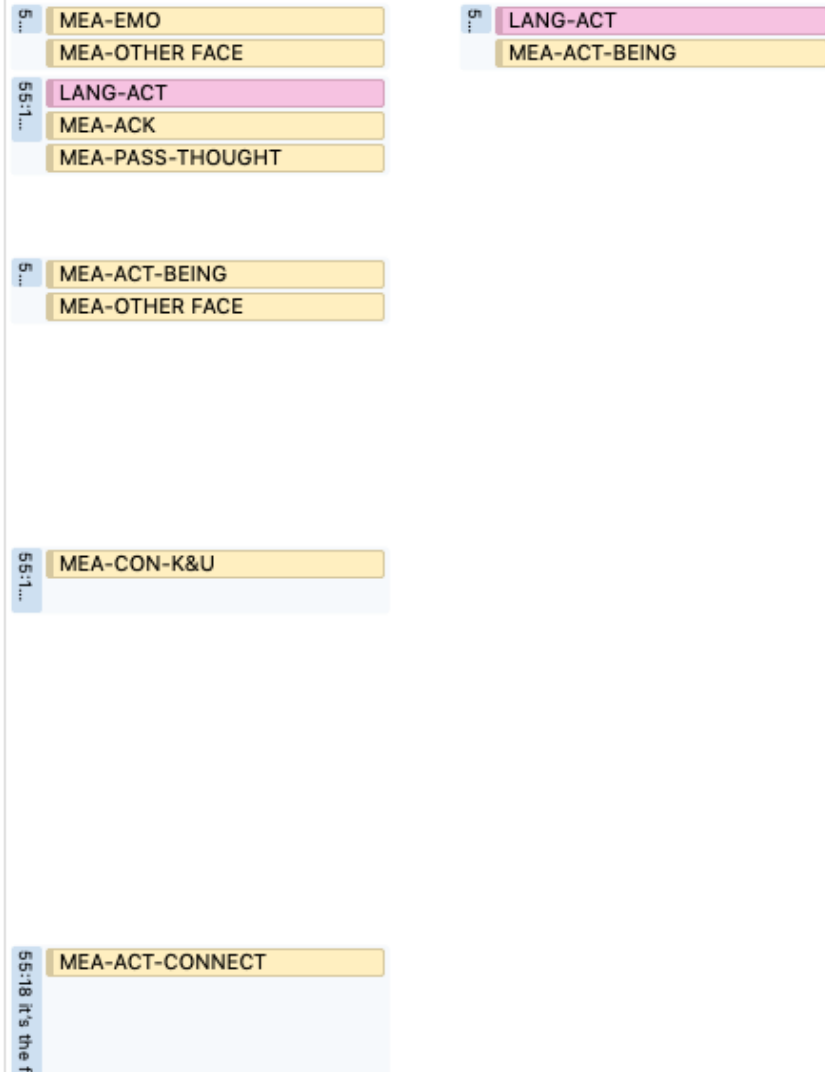 5... MEA-EMO
MEA-OTHER FACE
5... LANG-ACT
MEA-ACT-BEING
55:1... LANG-ACT
MEA-ACK
MEA-PASS-THOUGHT
5... MEA-ACT-BEING
MEA-OTHER FACE
55:1... MEA-CON-K&U
55:18 it's the f
MEA-ACT-CONNECT